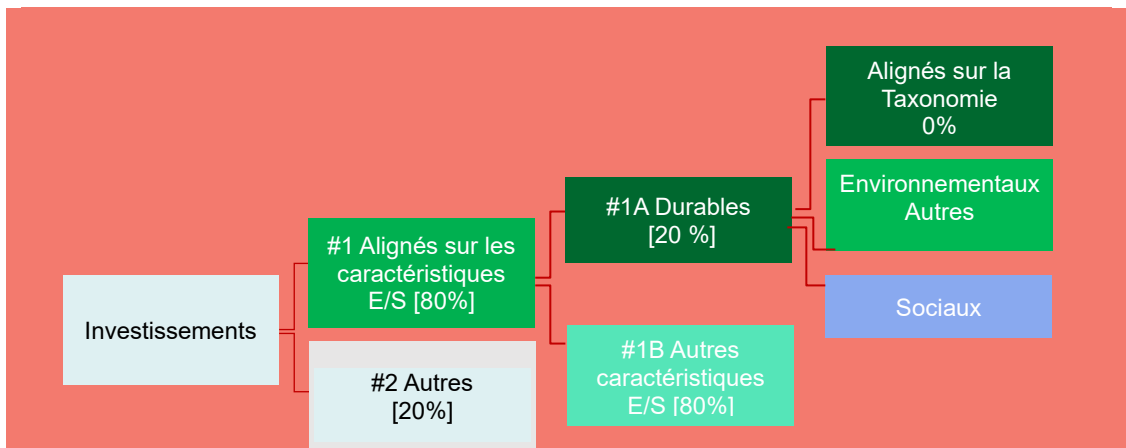 Investissements
#1 Alignés sur les
caractéristiques
E/S [80%]
#2 Autres
[20%]
#1A Durables
[20 %]
#1B Autres
caractéristiques
E/S [80%]
Alignés sur la
Taxonomie
0%
Environnementaux
Autres
Sociaux